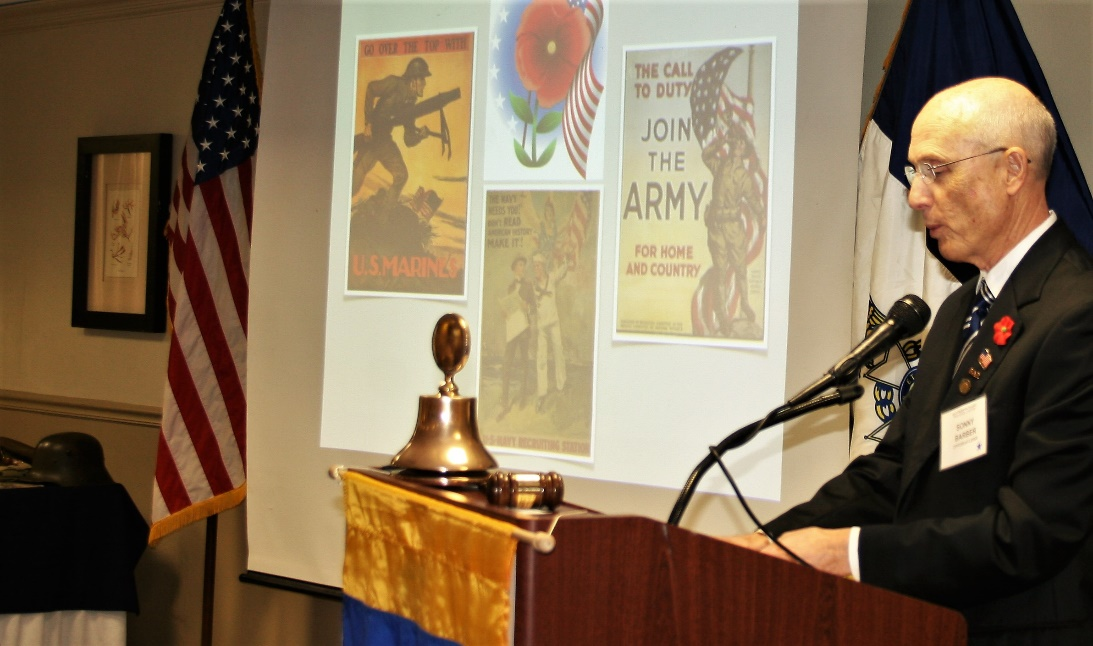 GO OVER THE TOP WITH
U.S. MARINES
THE NAVY
NEEDS YOU!
DON'T READ
AMERICAN HISTORY
MAKE IT!
U·S·NAVY RECRUITING STATION
THE CALL
TO DUTY
JOIN
THE
ARMY
FOR HOME
AND COUNTRY
SONNY
BARBER